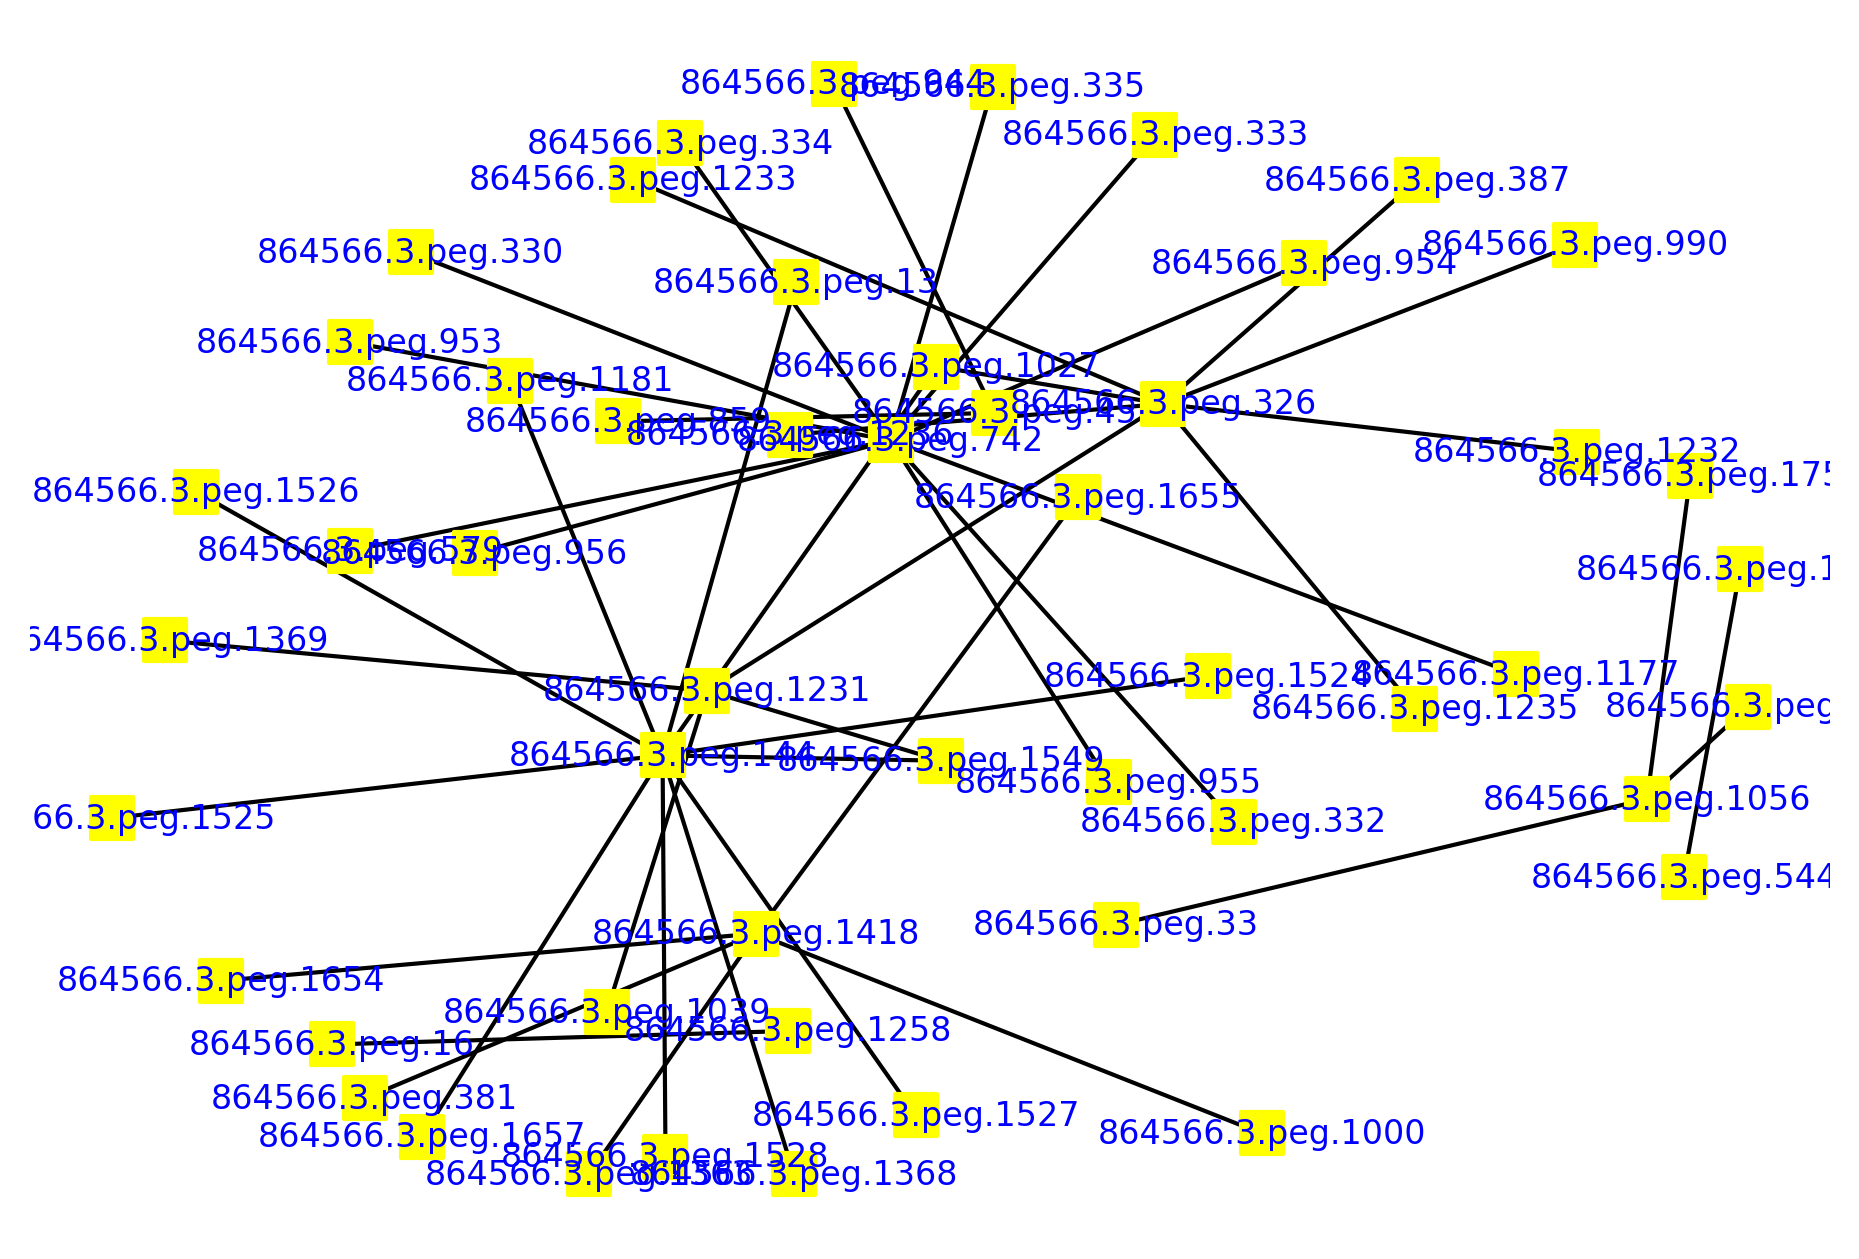 864566.3.peg.944
864566.3.peg.335
864566.3.peg.333
864566.3.peg.334
864566.3.peg.1233
864566.3.peg.387
864566.3.peg.990
864566.3.peg.330
864566.3.peg.954
864566.3.peg.13
864566.3.peg.953
864566.3.peg.1027
864566.3.peg.1181
864566.3.peg.326
864566.3.peg.859
864566.3.peg.1236
864566.3.peg.742
864566.3.peg.1232
864566.3.peg.175
864566.3.peg.1526
864566.3.peg.1655
864566.3.peg.579
864566.3.peg.956
864566.3.peg.1
64566.3.peg.1369
864566.3.peg.1524
864566.3.peg.1177
864566.3.peg.1231
864566.3.peg.1235
864566.3.peg
864566.3.peg.144
864566.3.peg.1549
864566.3.peg.955
864566.3.peg.1056
66.3.peg.1525
864566.3.peg.332
864566.3.peg.544
864566.3.peg.33
864566.3.peg.1418
864566.3.peg.1654
864566.3.peg.1039
864566.3.peg.1258
864566.3.peg.16
864566.3.peg.381
864566.3.peg.1527
864566.3.peg.1657
864566.3.peg.1000
864566.3.peg.1528
864566.3.peg.1368